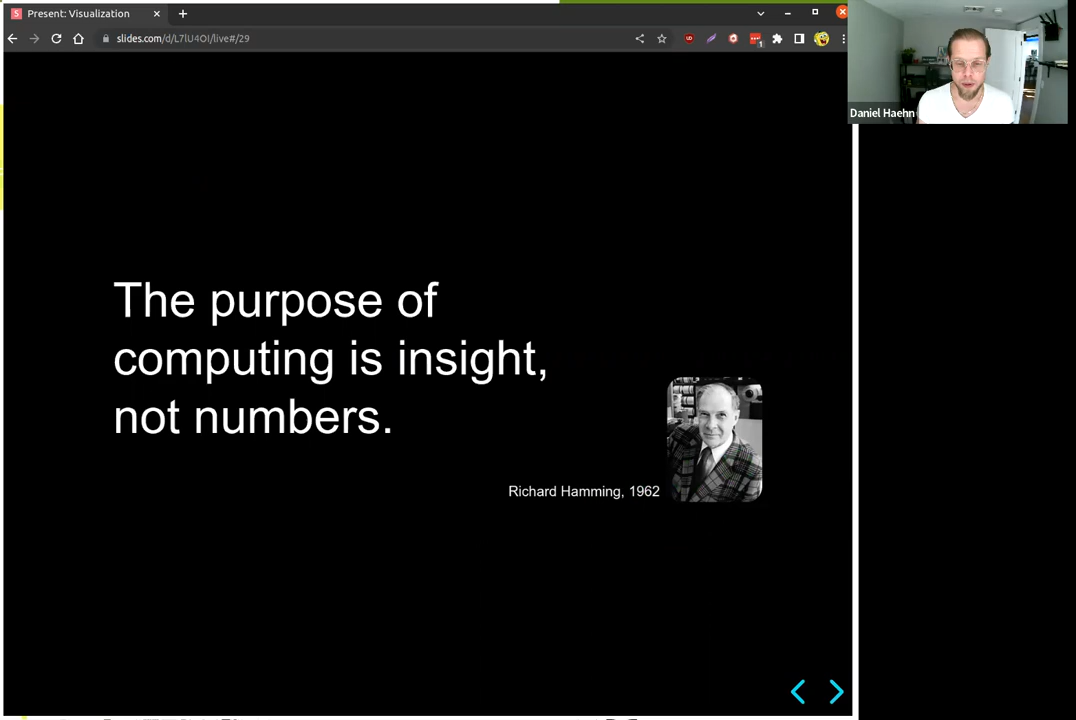 Present: Visualization
slides.com/d/L7lU4OI/live#/29
Daniel Haehn
The purpose of
computing is insight,
not numbers.
Richard Hamming, 1962